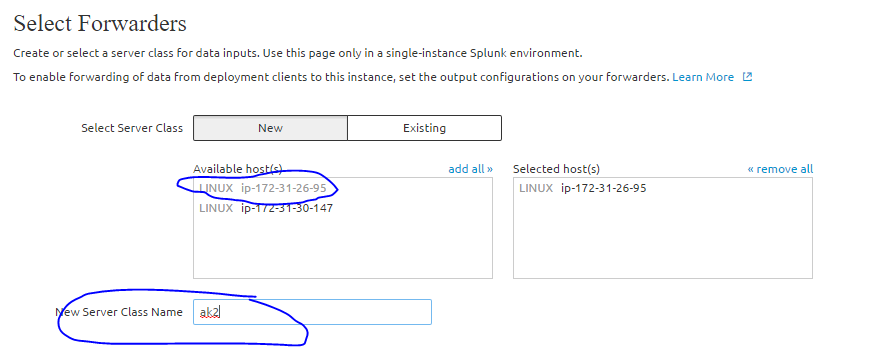 Select Forwarders
Create or select a server class for data inputs. Use this page only in a single-instance Splunk environment.
To enable forwarding of data from deployment clients to this instance, set the output configurations on your forwarders. Learn More
Select Server Class New Existing
Available host(s) add all » Selected host(s) « remove all
LINUX ip-172-31-26-95 LINUX ip-172-31-26-95
LINUX ip-172-31-30-147
New Server Class Name ak2